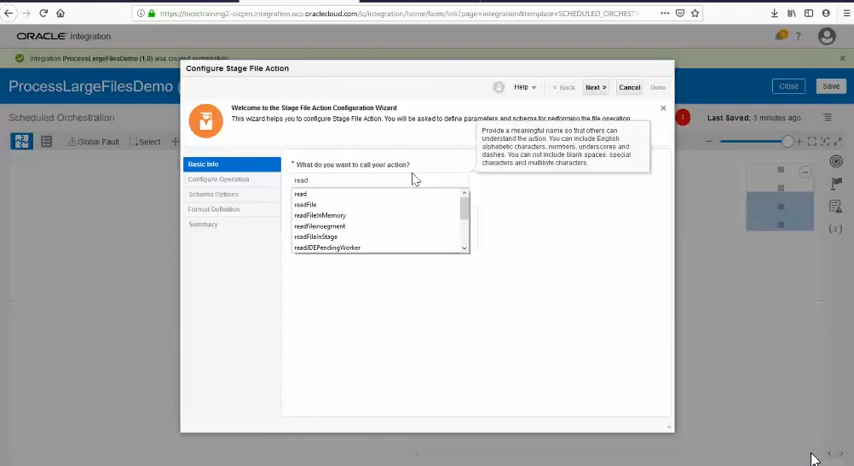 https://oicsctraining2-oicpm.integration.ocp.oraclecloud.com/ic/integration/home/faces/link?page=integration&template=SCHEDULED_ORCHEST
ORACLE Integration
Integration ProcessLargeFilesDemo (1.0) was created successfully.
ProcessLargeFilesDemo (
Close
Save
Scheduled Orchestration
1
Last Saved: 3 minutes ago
Global Fault
Select
Configure Stage File Action
Help
< Back
Next >
Cancel
Done
Welcome to the Stage File Action Configuration Wizard
This wizard helps you to configure Stage File Action. You will be asked to define parameters and schema for performing the file operation.
Provide a meaningful name so that others can
understand the action. You can include English
alphabetic characters, numbers, underscores and
dashes. You can not include blank spaces, special
characters and multibyte characters.
Basic Info
Configure Operation
Schema Options
Format Definition
Summary
* What do you want to call your action?
read
read
readFile
readFileInMemory
readfileinsegment
readFileInStage
readJDEPendingWorker
(x)